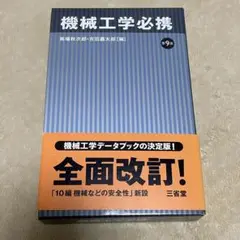 機械工学必携
馬場秋次郎・吉田嘉太郎[編]
第9版
機械工学データブックの決定版!
全面改訂!
「10編 機械などの安全性」新設
三省堂